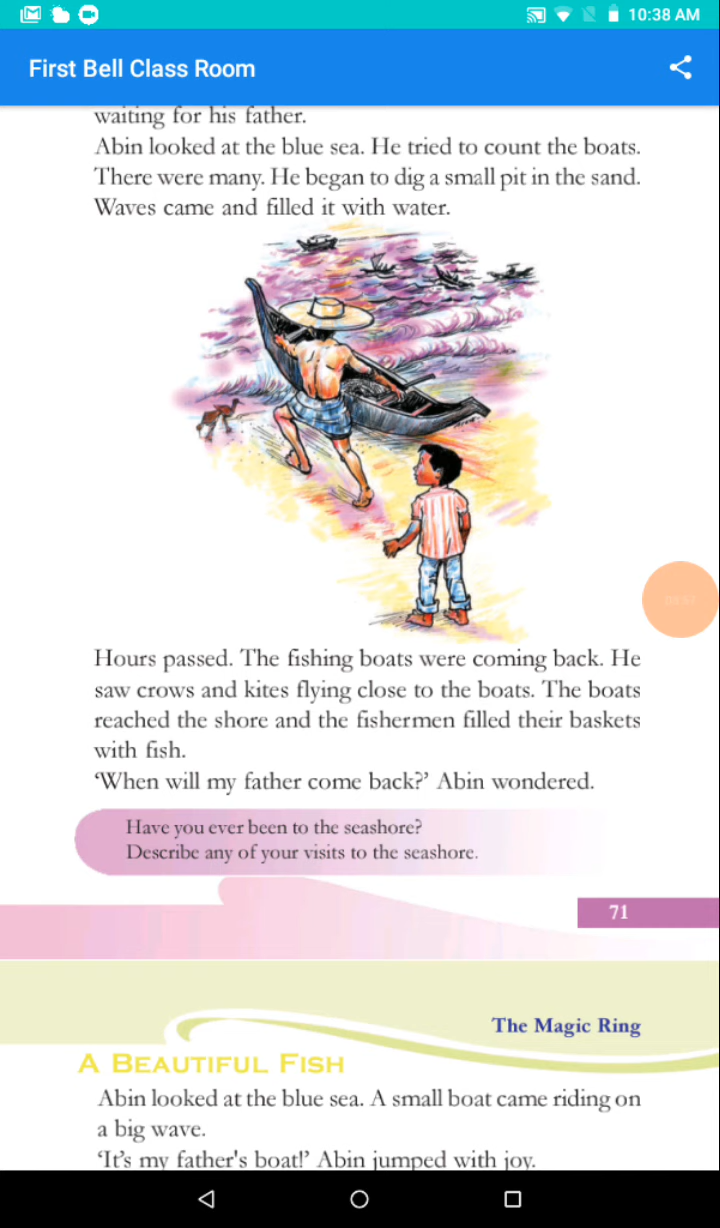 10:38 AM
First Bell Class Room
waiting for his father.
Abin looked at the blue sea. He tried to count the boats.
There were many. He began to dig a small pit in the sand.
Waves came and filled it with water.
Hours passed. The fishing boats were coming back. He
saw crows and kites flying close to the boats. The boats
reached the shore and the fishermen filled their baskets
with fish.
‘When will my father come back?’ Abin wondered.
Have you ever been to the seashore?
Describe any of your visits to the seashore.
71
The Magic Ring
A BEAUTIFUL FISH
Abin looked at the blue sea. A small boat came riding on
a big wave.
‘It’s my father's boat!’ Abin jumped with joy.